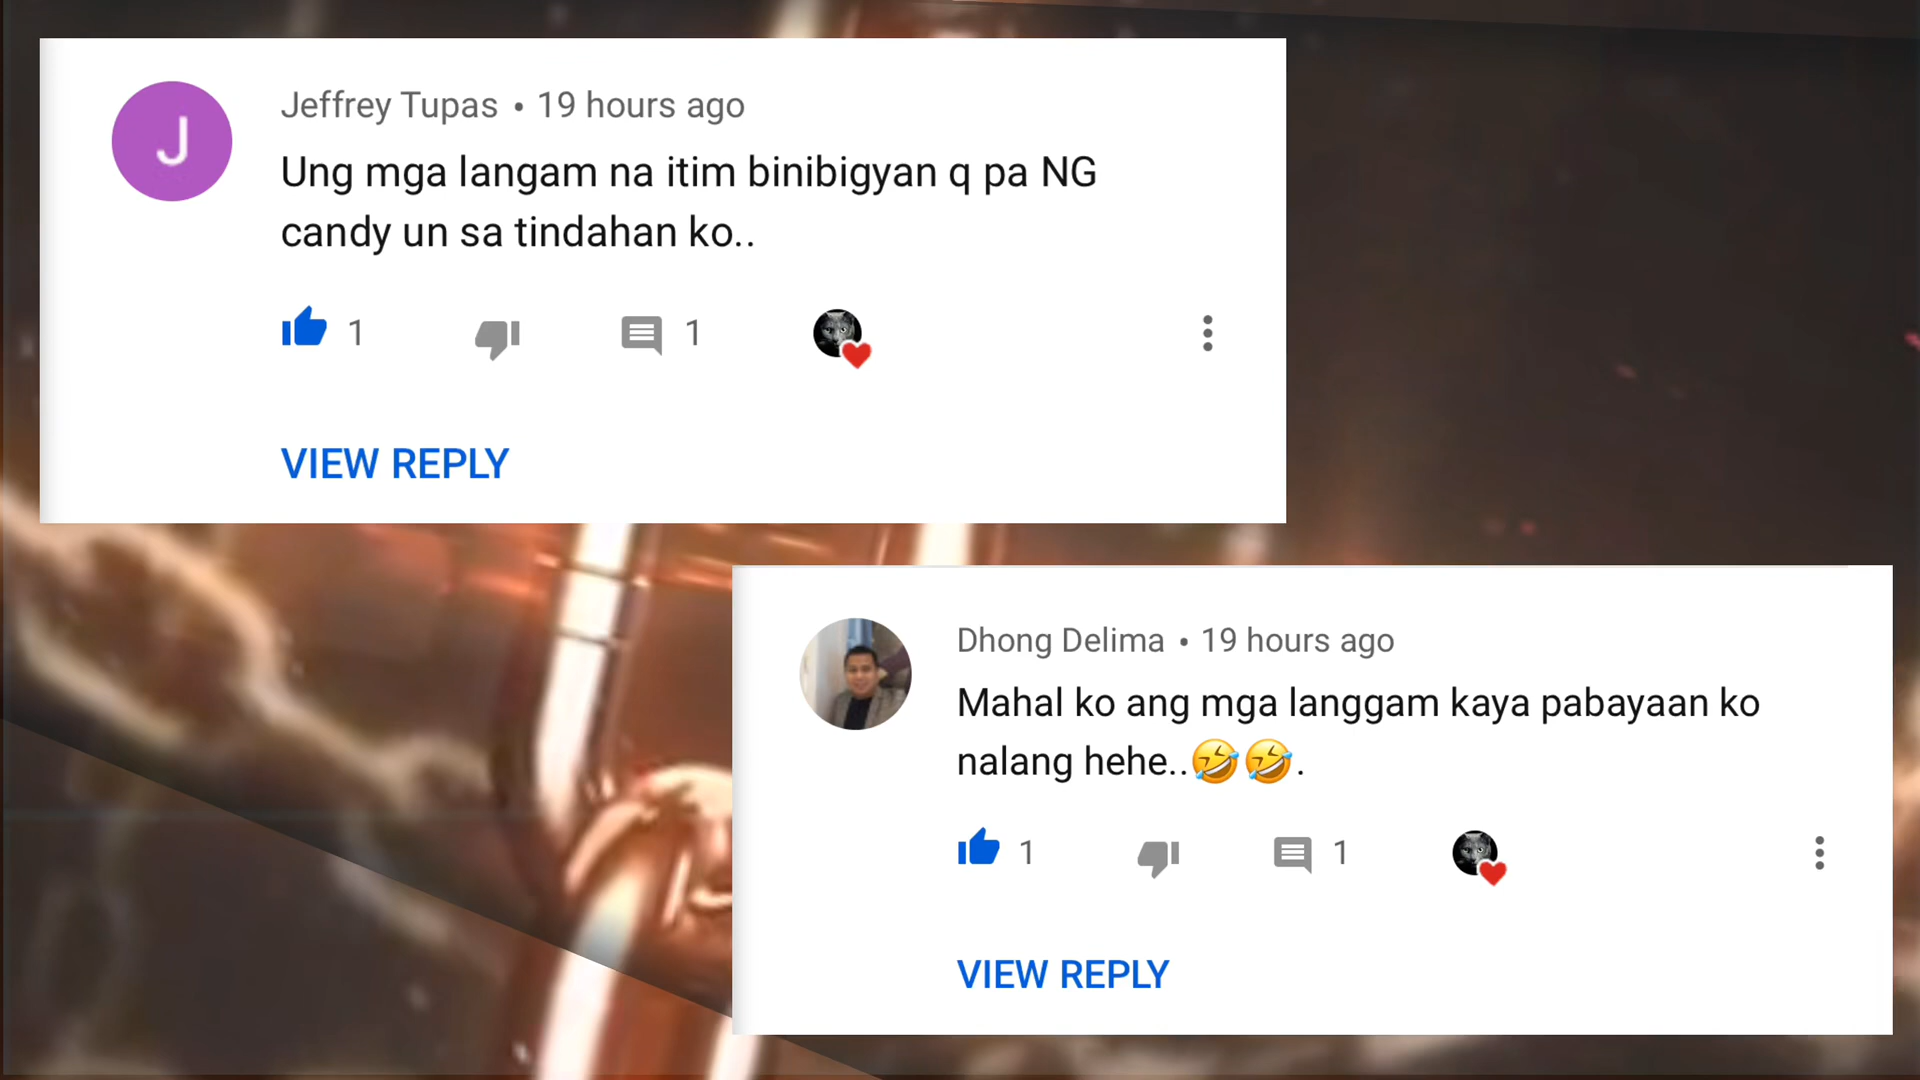 J
Jeffrey Tupas • 19 hours ago
Ung mga langam na itim binibigyan q pa NG
candy un sa tindahan ko..
1
1
VIEW REPLY
Dhong Delima • 19 hours ago
Mahal ko ang mga langgam kaya pabayaan ko
nalang hehe..🤣🤣.
1
1
VIEW REPLY